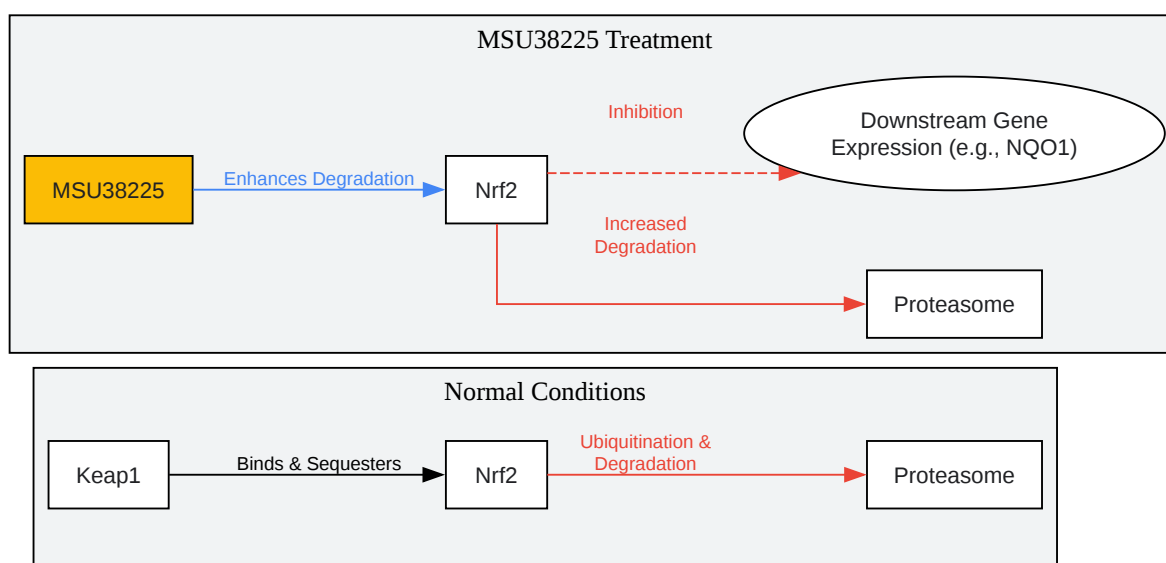 MSU38225 Treatment
Inhibition
Downstream Gene
Expression (e.g., NQO1)
MSU38225
Enhances Degradation
Nrf2
Increased
Degradation
Proteasome
Normal Conditions
Keap1
Binds & Sequesters
Nrf2
Ubiquitination &
Degradation
Proteasome